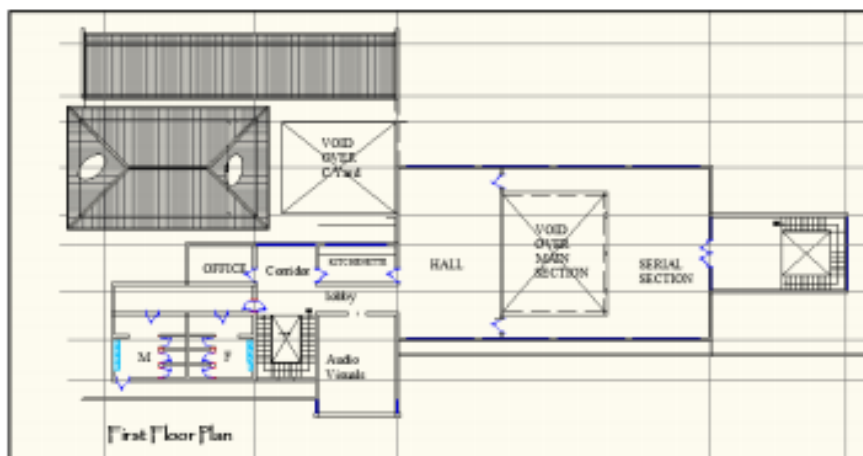 VOID
OVER
C/Yard
VOID
OVER
MAIN
SECTION
HALL
SERIAL
SECTION
OFFICE
Corridor
KITCHENETTE
lobby
M
F
Audio
Visuals
First Floor Plan